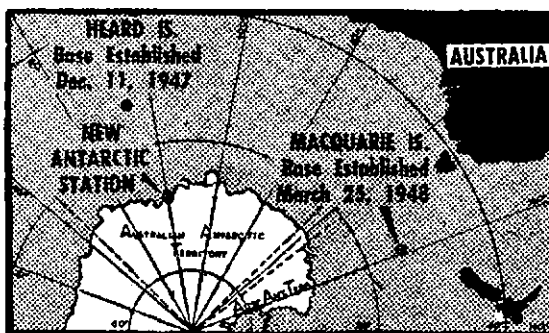 HEARD IS.
Base Established
Dec. 11, 1947
AUSTRALIA
NEW
ANTARCTIC
STATION
MACQUARIE IS.
Base Established
March 25, 1948
AUSTRALIAN ANTARCTIC
TERRITORY